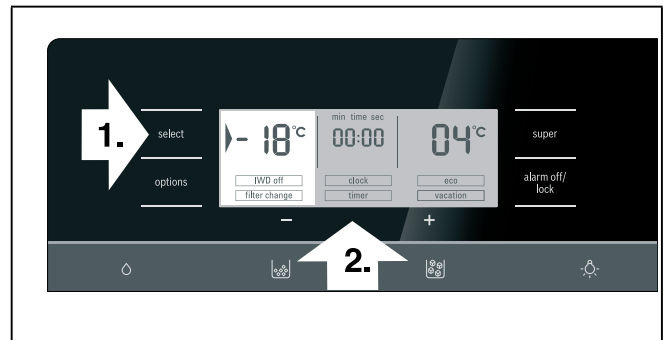 1.
select
options
-18°C
min time sec
00:00
04°C
IWD off
filter change
clock
timer
eco
vacation
super
alarm off/
lock
−
+
2.